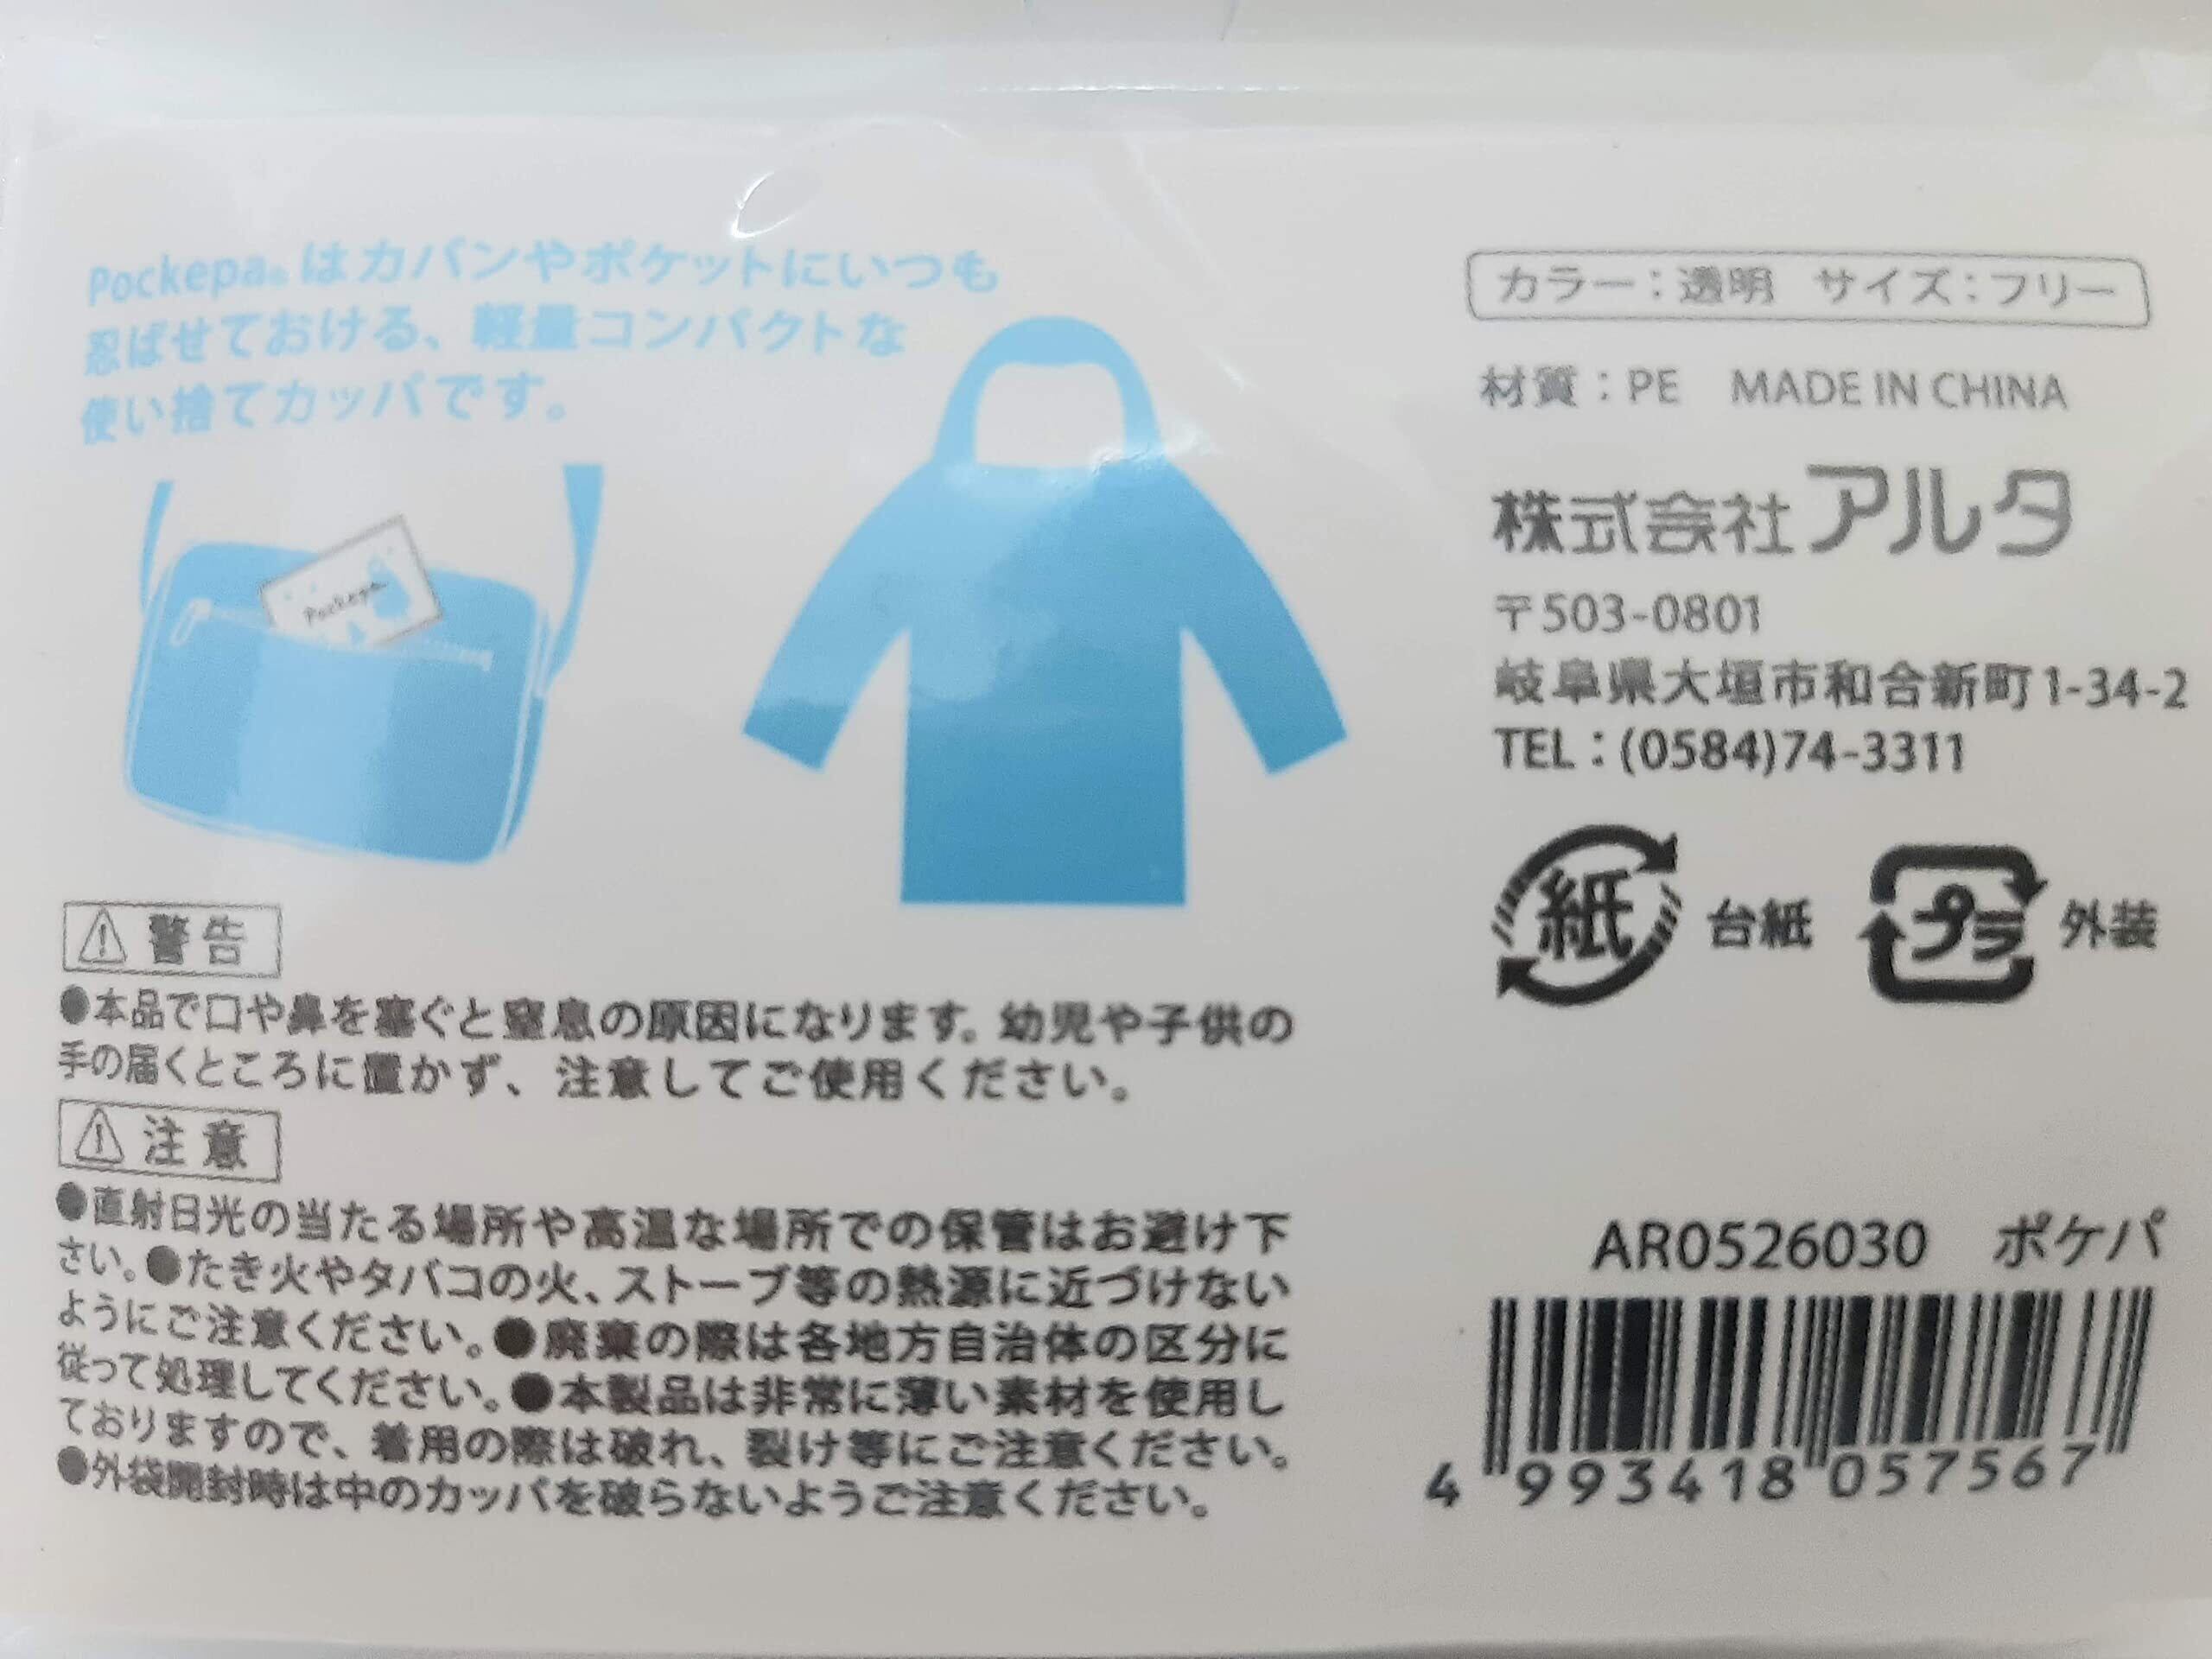 Pockepa®はカバンやポケットにいつも
忍ばせておける、軽量コンパクトな
使い捨てカッパです。
Pockepa
カラー：透明 サイズ：フリー
材質：PE MADE IN CHINA
株式会社アルタ
〒503-0801
岐阜県大垣市和合新町1-34-2
TEL：(0584)74-3311
紙 台紙 プラ 外装
警告
●本品で口や鼻を塞ぐと窒息の原因になります。幼児や子供の
手の届くところに置かず、注意してご使用ください。
注意
●直射日光の当たる場所や高温な場所での保管はお避け下
さい。●たき火やタバコの火、ストーブ等の熱源に近づけない
ようにご注意ください。●廃棄の際は各地方自治体の区分に
従って処理してください。●本製品は非常に薄い素材を使用し
ておりますので、着用の際は破れ、裂け等にご注意ください。
●外袋開封時は中のカッパを破らないようご注意ください。
AR0526030 ポケパ
4 993418 057567